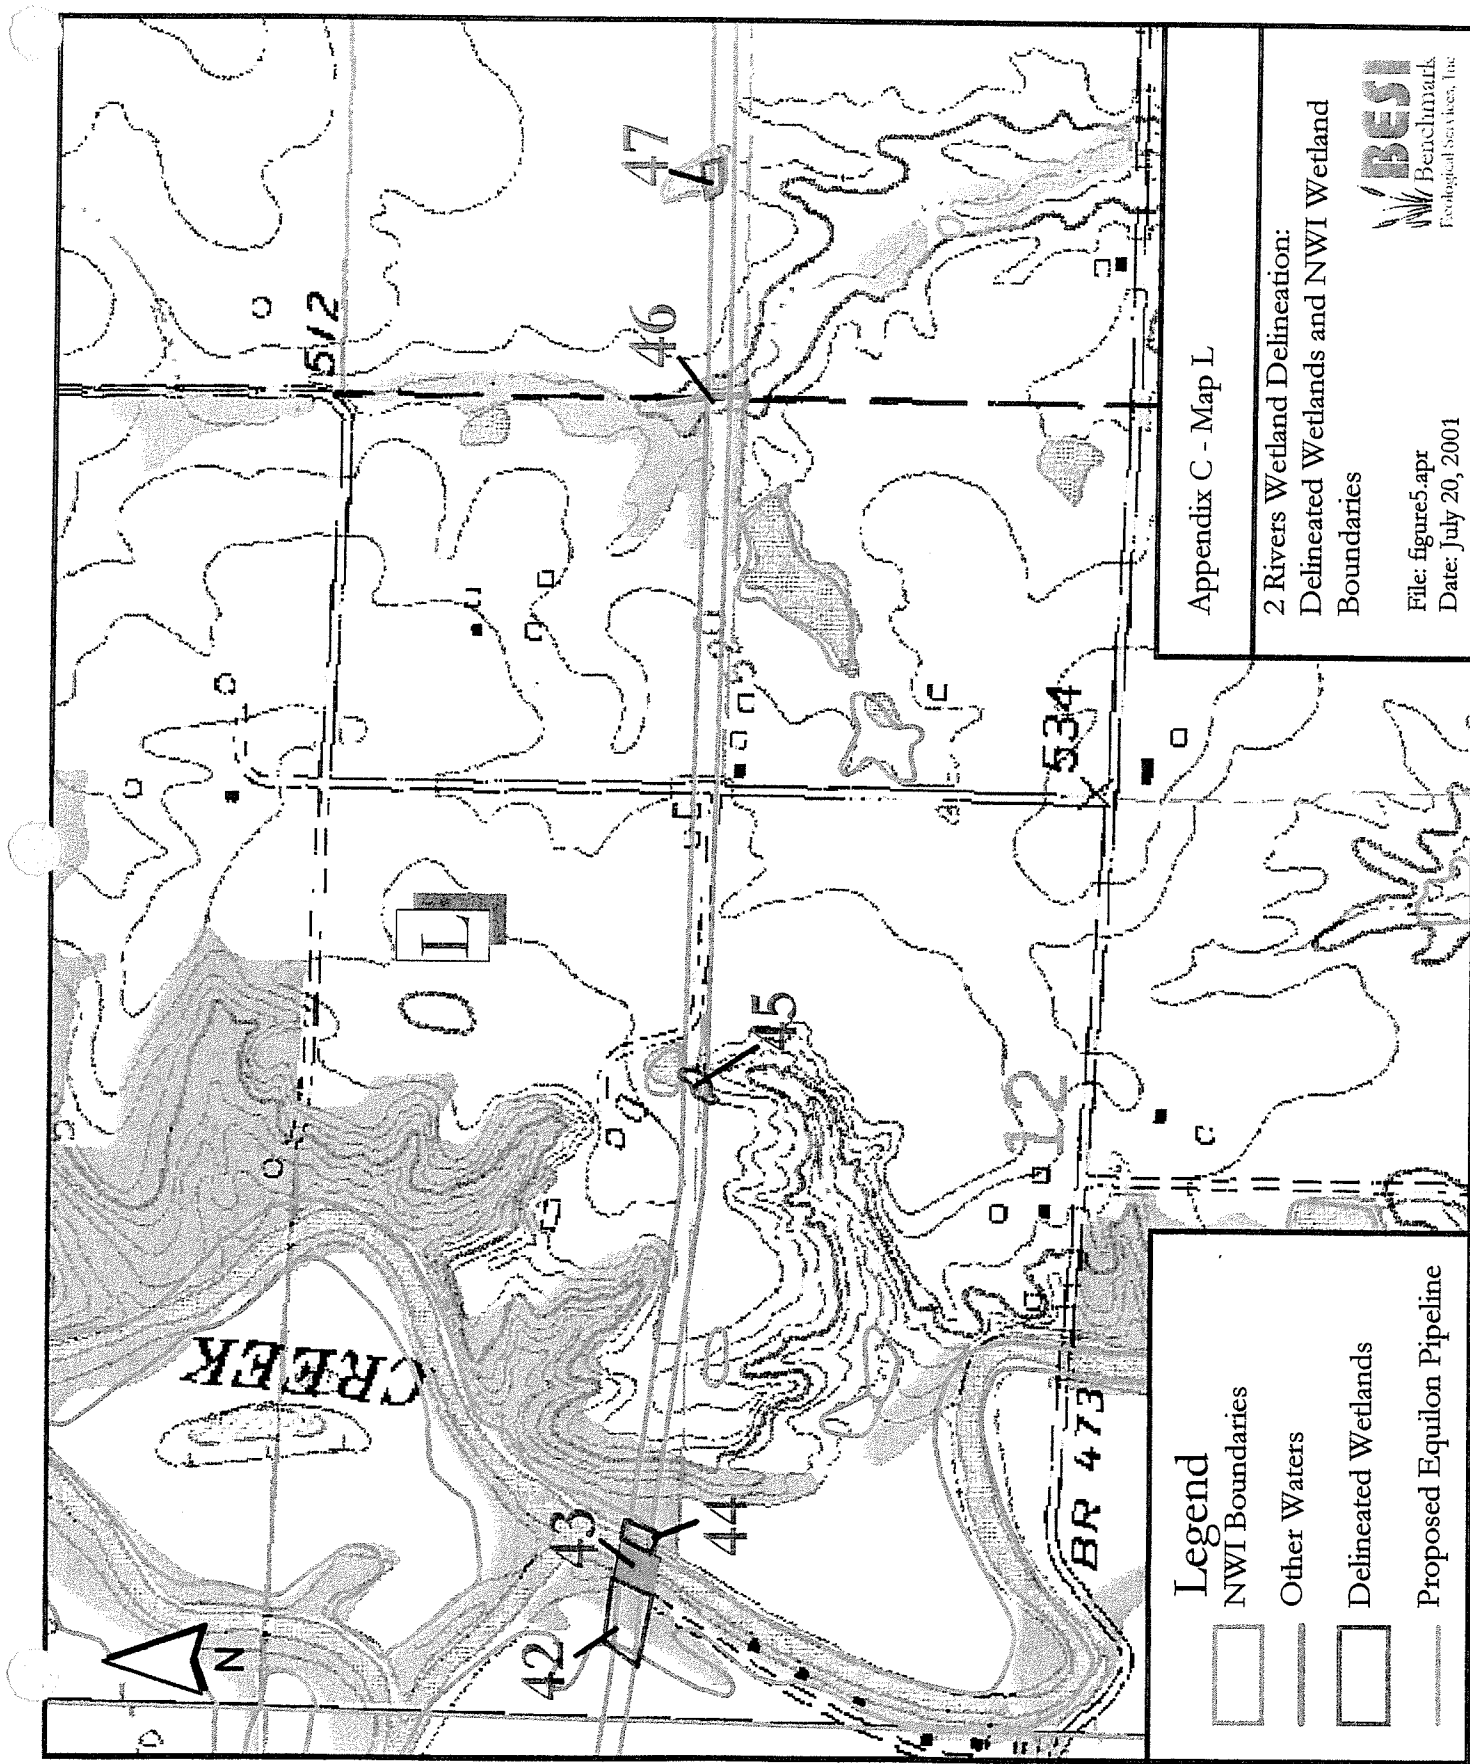 CREEK
512
47
46
L
45
534
12
43
44
42
BR 473
N
Legend
NWI Boundaries
Other Waters
Delineated Wetlands
Proposed Equilon Pipeline
Appendix C - Map L
2 Rivers Wetland Delineation:
Delineated Wetlands and NWI Wetland
Boundaries
File: figure5.apr
Date: July 20, 2001
BESI
Benchmark
Ecological Services, Inc